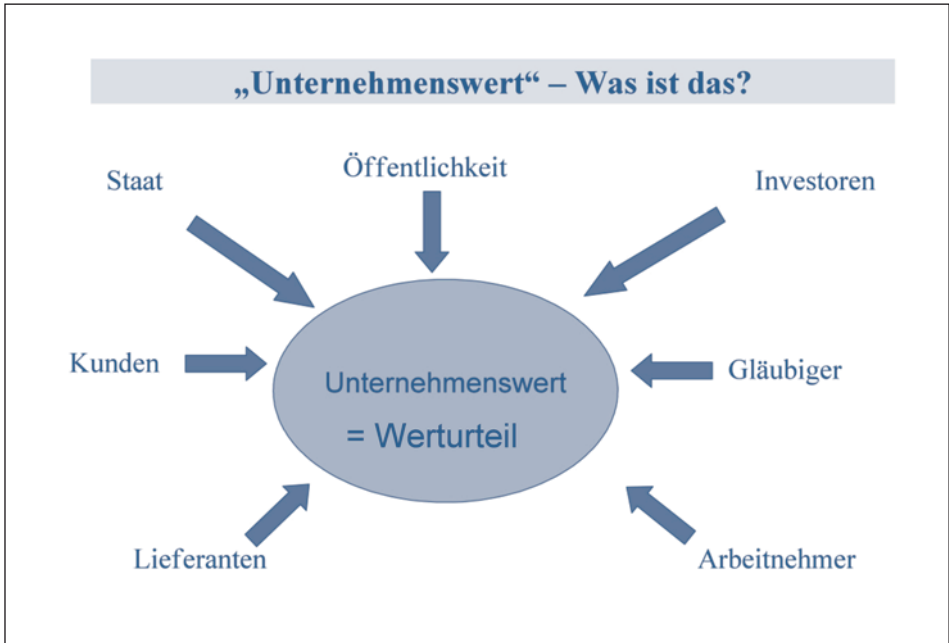 „Unternehmenswert“ – Was ist das?
Staat
Öffentlichkeit
Investoren
Kunden
Unternehmenswert
= Werturteil
Gläubiger
Lieferanten
Arbeitnehmer